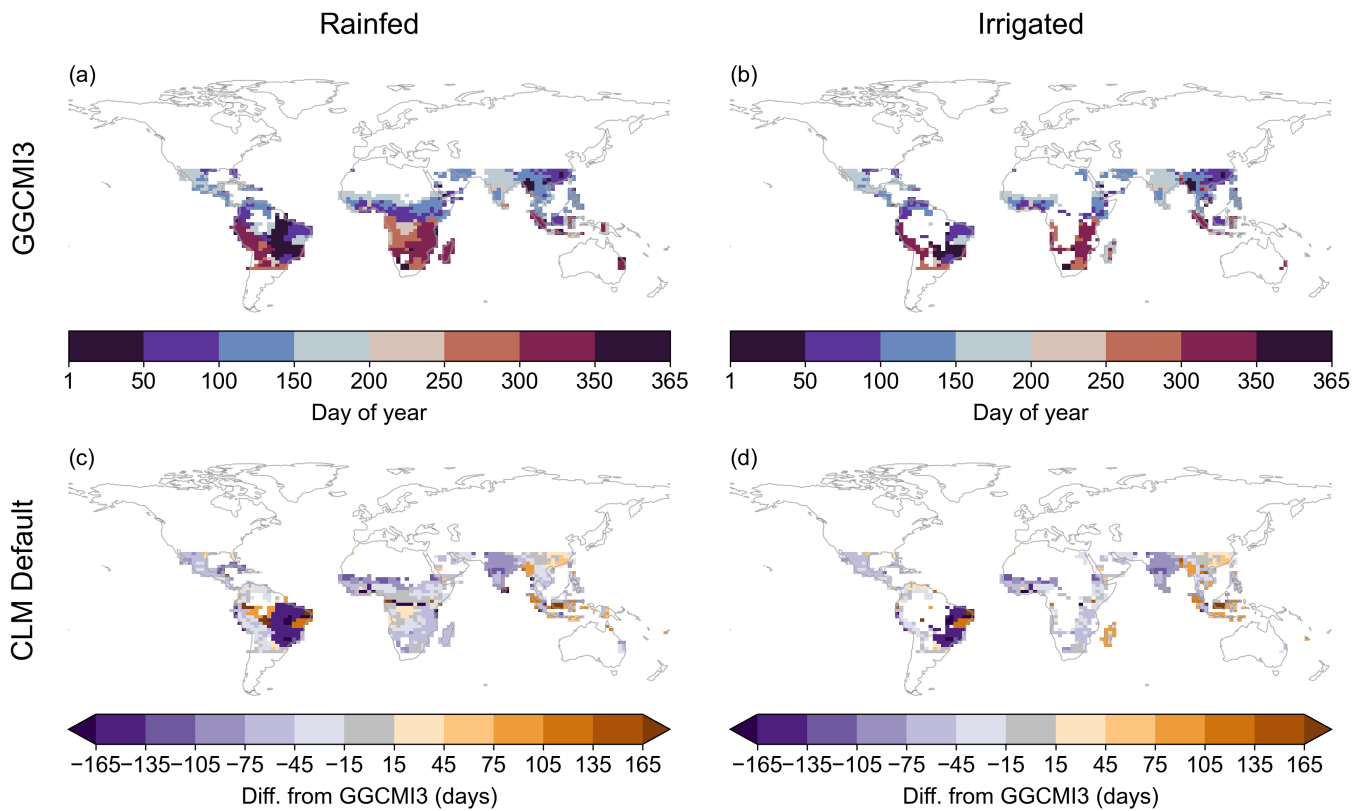 Rainfed Irrigated
(a) (b)
GGCMI3
1 50 100 150 200 250 300 350 365
Day of year
1 50 100 150 200 250 300 350 365
Day of year
(c) (d)
CLM Default
−165 −135 −105 −75 −45 −15 15 45 75 105 135 165
Diff. from GGCMI3 (days)
−165 −135 −105 −75 −45 −15 15 45 75 105 135 165
Diff. from GGCMI3 (days)